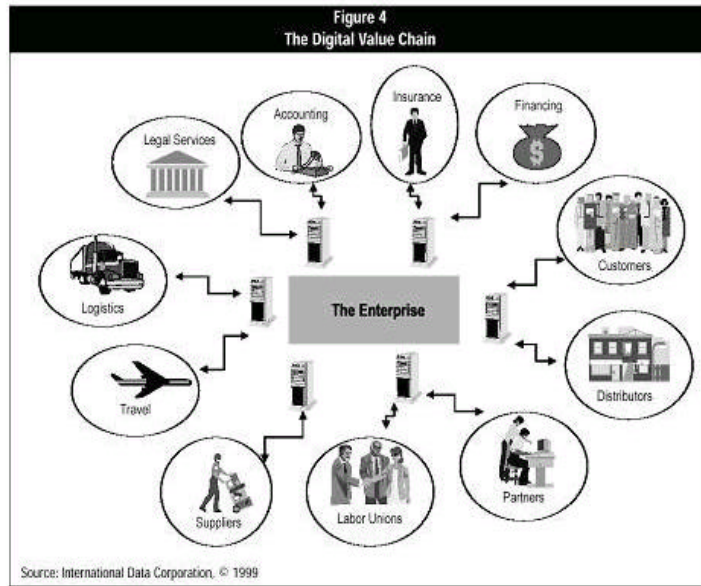 Figure 4
The Digital Value Chain
Legal Services
Accounting
Insurance
Financing
Customers
Logistics
The Enterprise
Travel
Distributors
Suppliers
Labor Unions
Partners
Source: International Data Corporation, © 1999